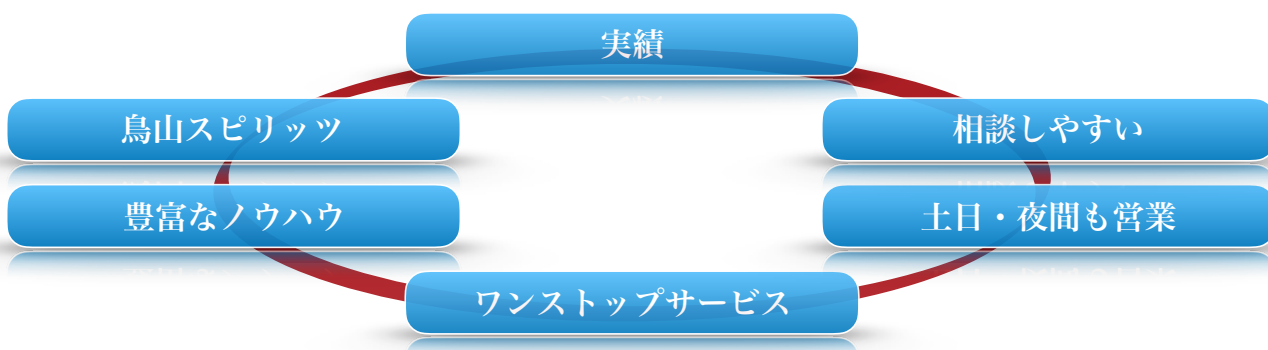 実績
鳥山スピリッツ
相談しやすい
豊富なノウハウ
土日・夜間も営業
ワンストップサービス